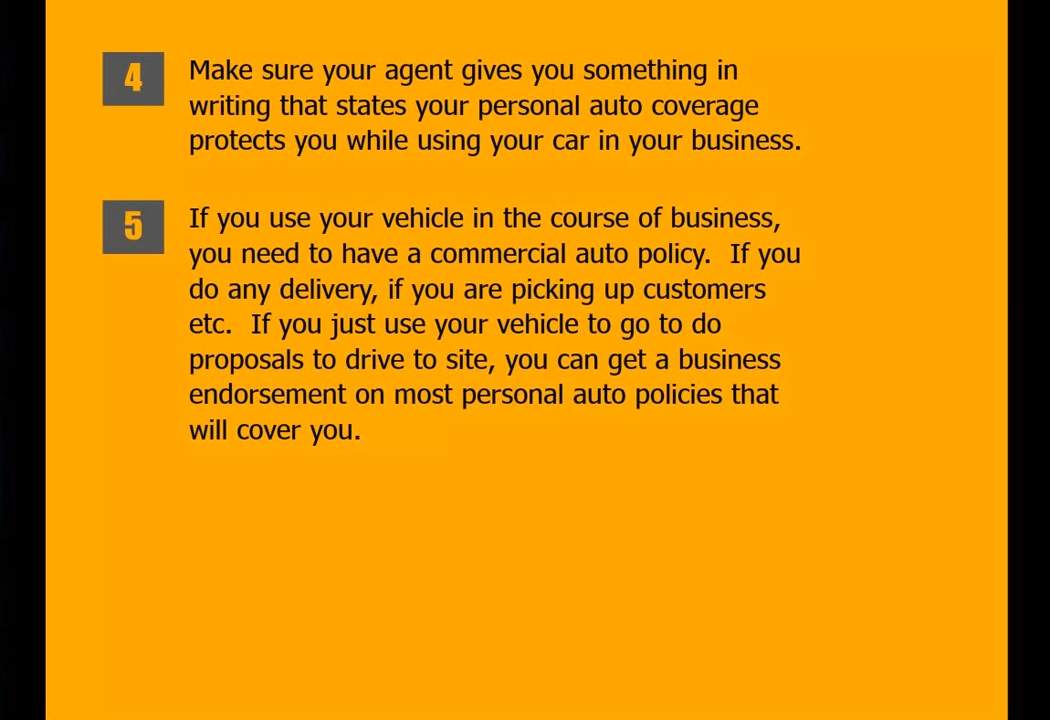 4
Make sure your agent gives you something in
writing that states your personal auto coverage
protects you while using your car in your business.
5
If you use your vehicle in the course of business,
you need to have a commercial auto policy.  If you
do any delivery, if you are picking up customers
etc.  If you just use your vehicle to go to do
proposals to drive to site, you can get a business
endorsement on most personal auto policies that
will cover you.